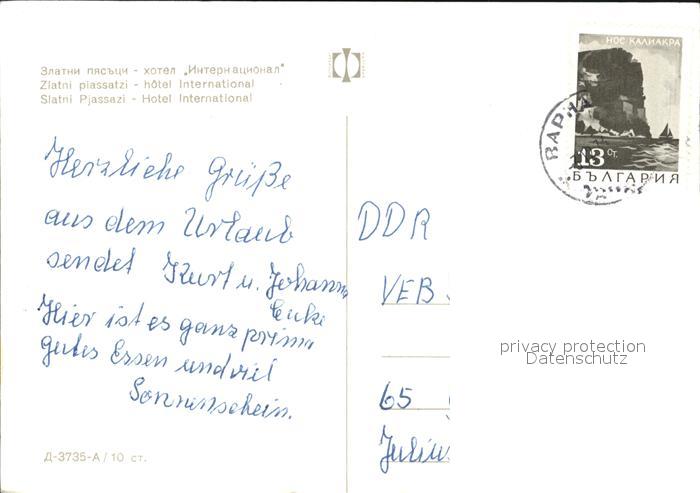 Златни пясъци - хотел „Интернационал"
Zlatni piassatzi - hôtel International
Slatni Pjassazi - Hotel International
Herzliche Grüße
aus dem Urlaub
sendet Kurt u. Johanna
Hier ist es ganz prima
gutes Essen und viel
Sonnenschein.
Д-3735-А / 10 ст.
НОС КАЛИАКРА
13 СТ.
БЪЛГАРИЯ
ВАРНА
DDR
VEB
privacy protection
Datenschutz
65
Julius